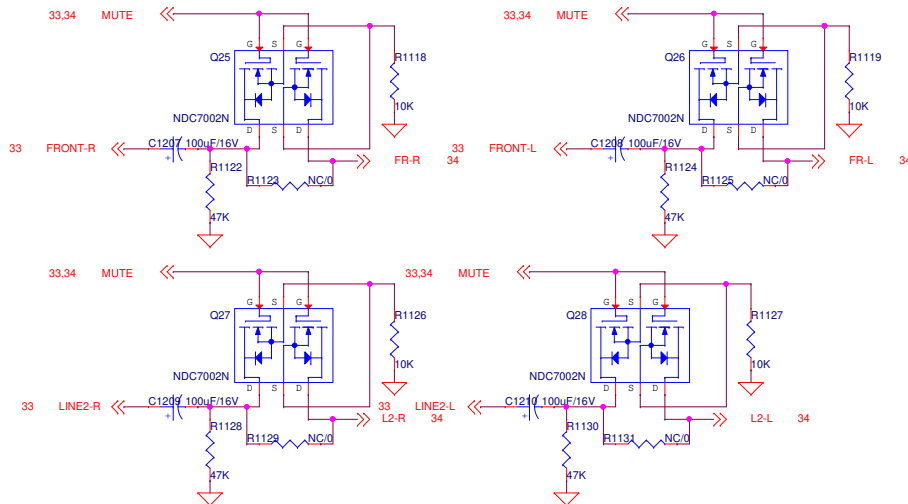 33,34 MUTE
G S G
Q25
R1118
10K
NDC7002N
D S D
33 FRONT-R
C1207 100uF/16V
+
R1122
R1123 NC/0
47K
FR-R 34
33,34 MUTE
G S G
Q26
R1119
10K
NDC7002N
D S D
33 FRONT-L
C1208 100uF/16V
+
R1124
R1125 NC/0
47K
FR-L 34
33,34 MUTE
G S G
Q27
R1126
10K
NDC7002N
D S D
33 LINE2-R
C1209 100uF/16V
+
R1128
R1129 NC/0
47K
L2-R 34
33,34 MUTE
G S G
Q28
R1127
10K
NDC7002N
D S D
33 LINE2-L
C1210 100uF/16V
+
R1130
R1131 NC/0
47K
L2-L 34